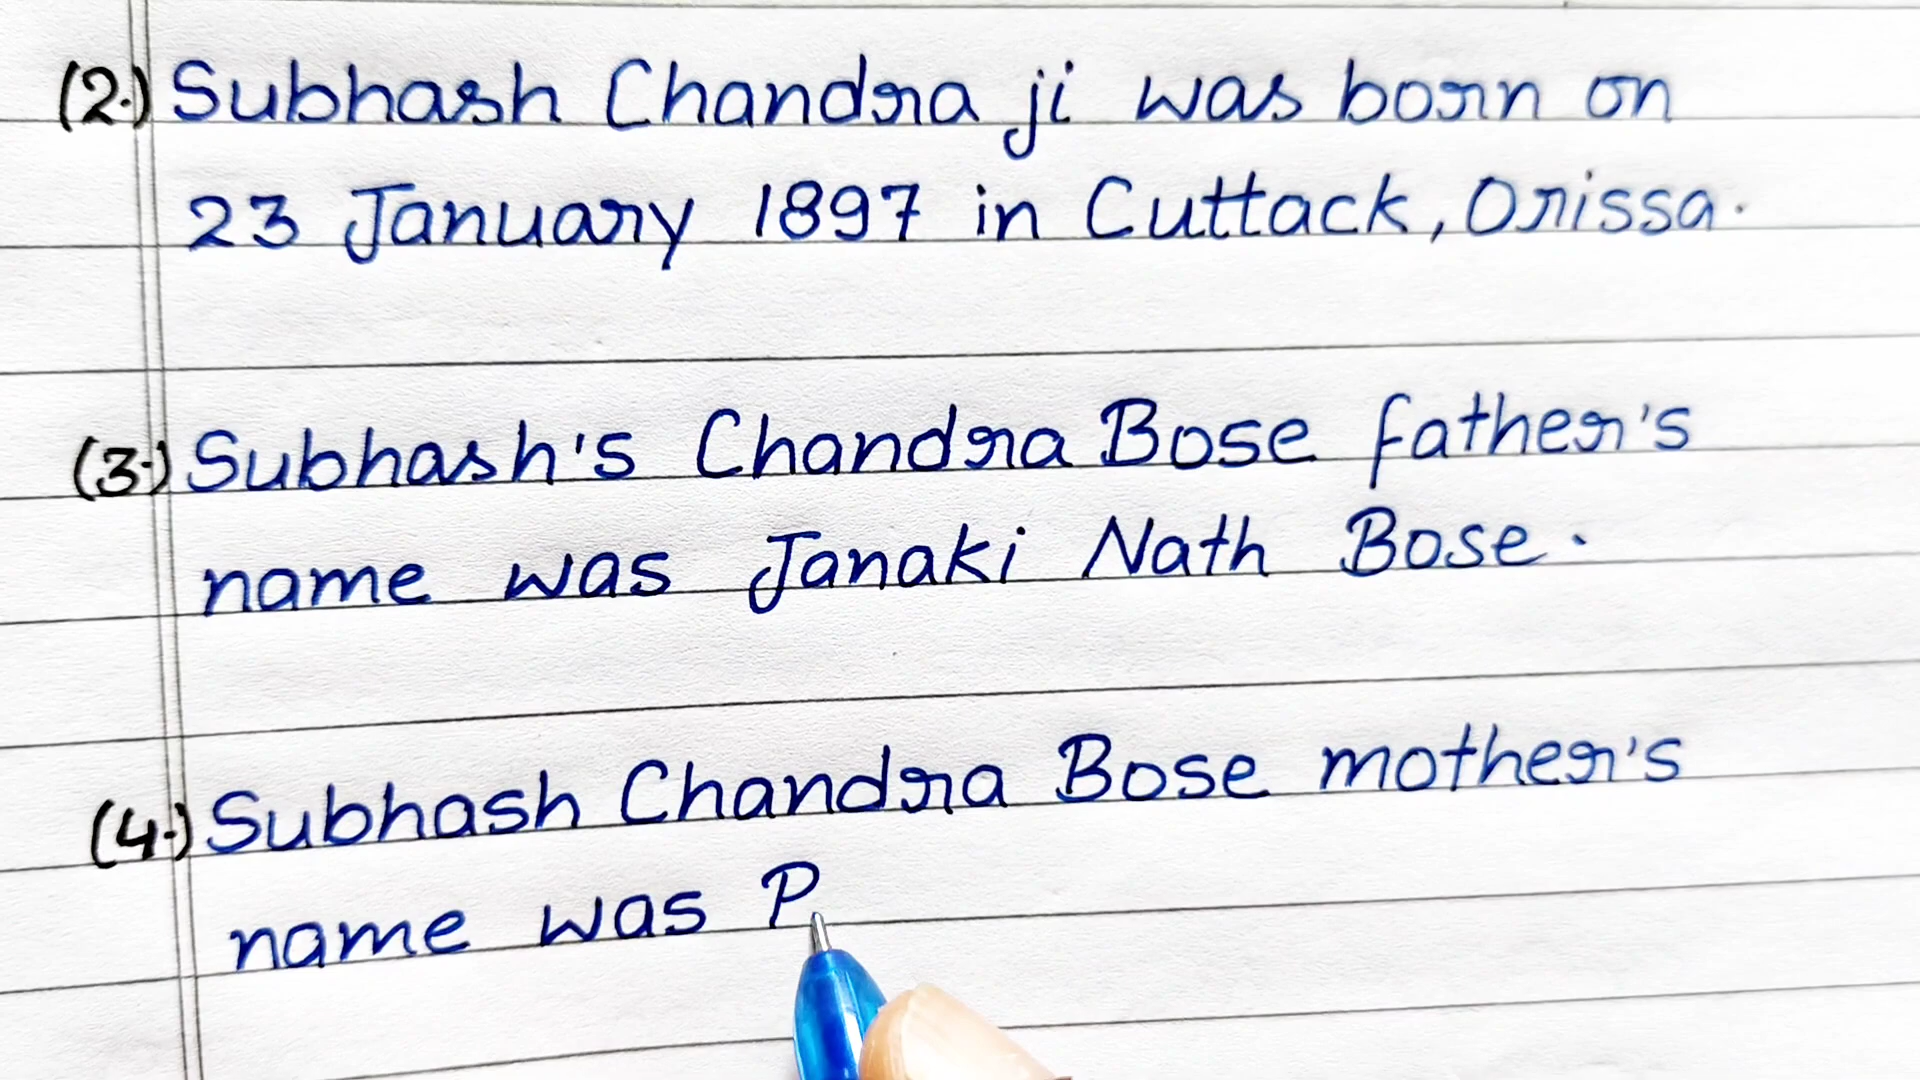 (2.) Subhash Chandra ji was born on
23 January 1897 in Cuttack, Orissa.
(3.) Subhash's Chandra Bose father's
name was Janaki Nath Bose.
(4.) Subhash Chandra Bose mother's
name was P